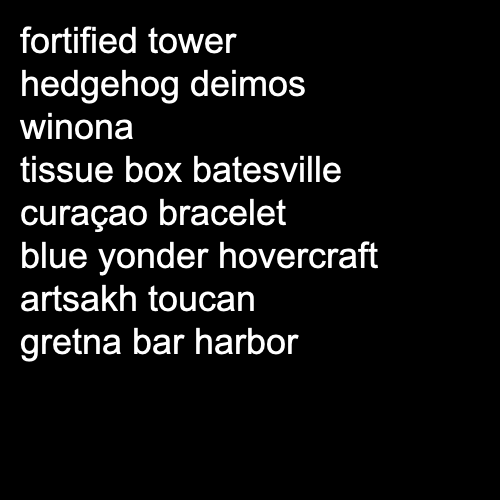 fortified tower
hedgehog deimos
winona
tissue box batesville
curaçao bracelet
blue yonder hovercraft
artsakh toucan
gretna bar harbor